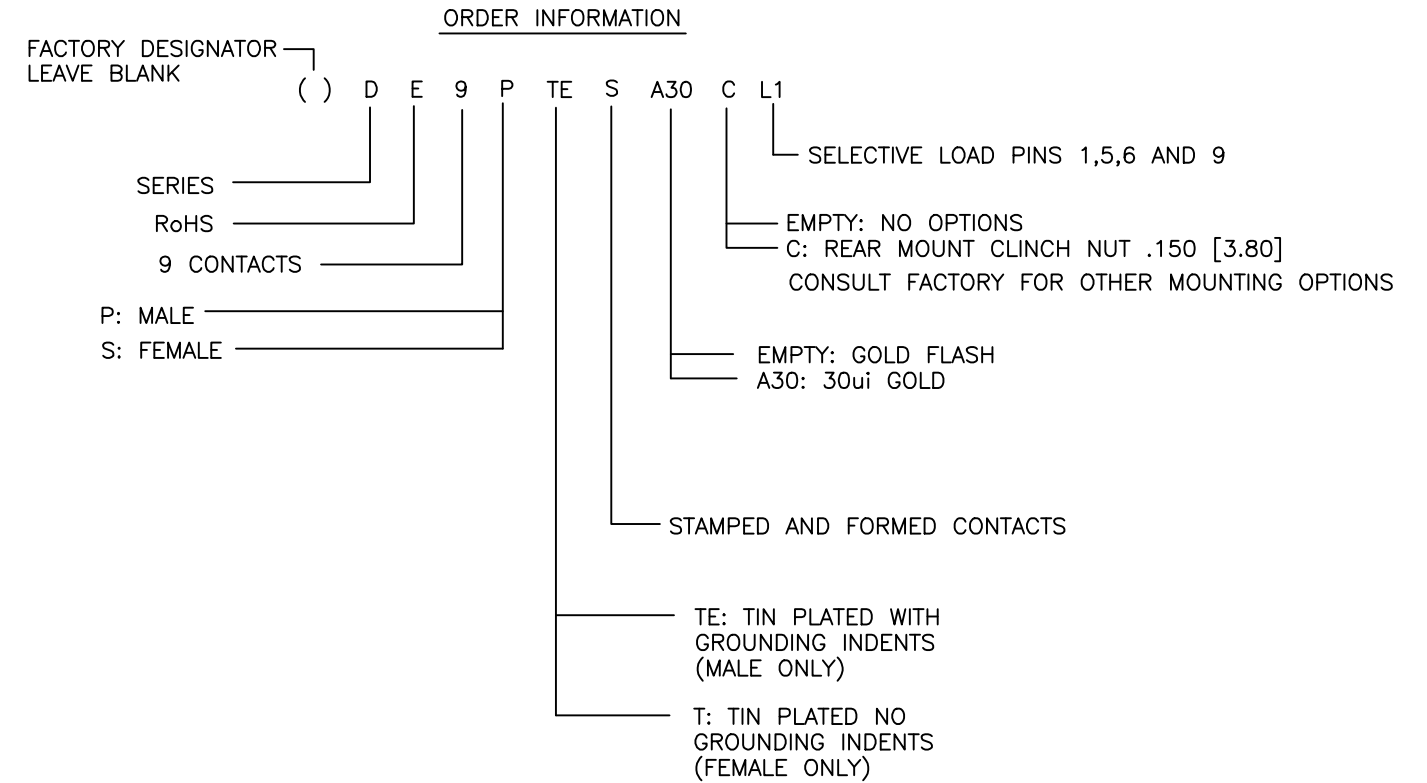 ORDER INFORMATION
FACTORY DESIGNATOR
LEAVE BLANK
( ) D E 9 P TE S A30 C L1
SELECTIVE LOAD PINS 1,5,6 AND 9
SERIES
RoHS
9 CONTACTS
EMPTY: NO OPTIONS
C: REAR MOUNT CLINCH NUT .150 [3.80]
CONSULT FACTORY FOR OTHER MOUNTING OPTIONS
P: MALE
S: FEMALE
EMPTY: GOLD FLASH
A30: 30ui GOLD
STAMPED AND FORMED CONTACTS
TE: TIN PLATED WITH
GROUNDING INDENTS
(MALE ONLY)
T: TIN PLATED NO
GROUNDING INDENTS
(FEMALE ONLY)